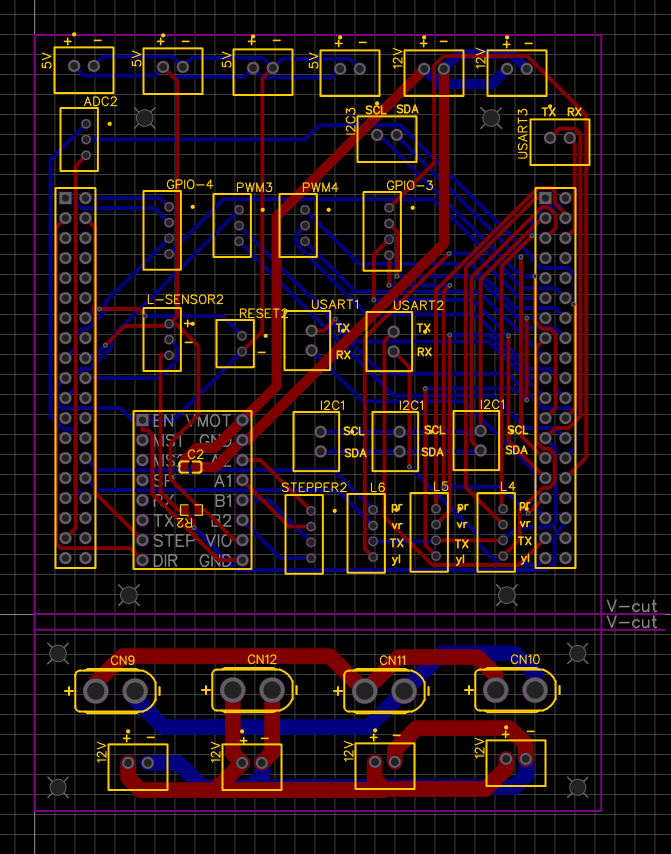 + - + - + - + - + - + -
5V 5V 5V 5V 12V 12V
ADC2
I2C3 SCL SDA
USART3 TX RX
GPIO-4 PWM3 PWM4 GPIO-3
L-SENSOR2 + -
RESET2 -
USART1 TX RX
USART2 TX RX
I2C1 SCL SDA
I2C1 SCL SDA
I2C1 SCL SDA
EN VMOT
MS1 GND
MS2 A2
C2
A1
B1
TX B2
R2
STEP VIO
DIR GND
STEPPER2
L6 pr vr TX yl
L5 pr vr TX yl
L4 pr vr TX yl
V-cut
V-cut
CN9 CN12 CN11 CN10
+ - + - + - + -
12V + - 12V + - 12V + - 12V + -